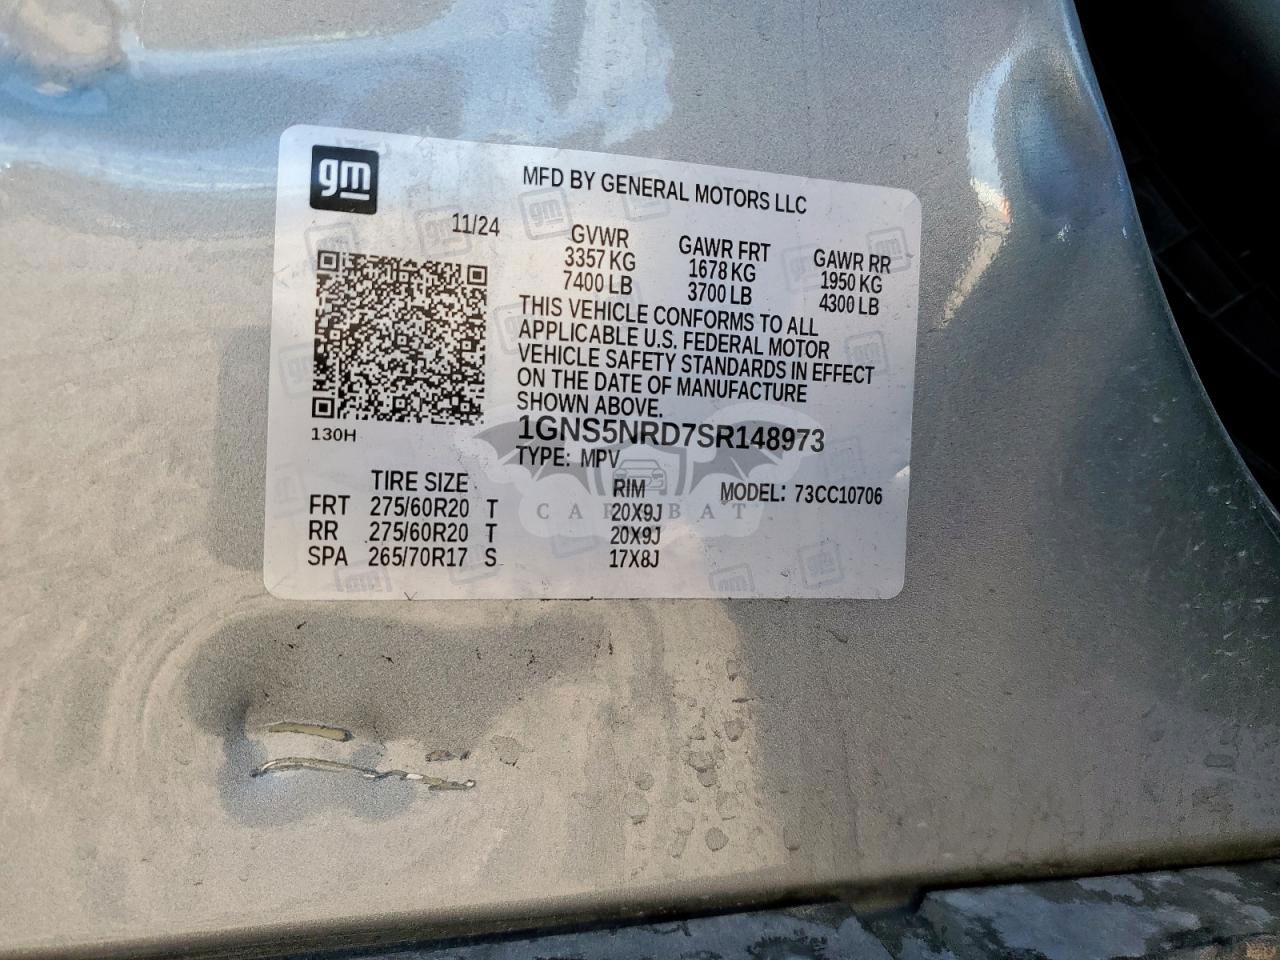 gm
MFD BY GENERAL MOTORS LLC
11/24
GVWR GAWR FRT GAWR RR
3357 KG 1678 KG 1950 KG
7400 LB 3700 LB 4300 LB
THIS VEHICLE CONFORMS TO ALL
APPLICABLE U.S. FEDERAL MOTOR
VEHICLE SAFETY STANDARDS IN EFFECT
ON THE DATE OF MANUFACTURE
SHOWN ABOVE.
130H
1GNS5NRD7SR148973
TYPE: MPV
MODEL: 73CC10706
TIRE SIZE RIM
FRT 275/60R20 T 20X9J
RR 275/60R20 T 20X9J
SPA 265/70R17 S 17X8J